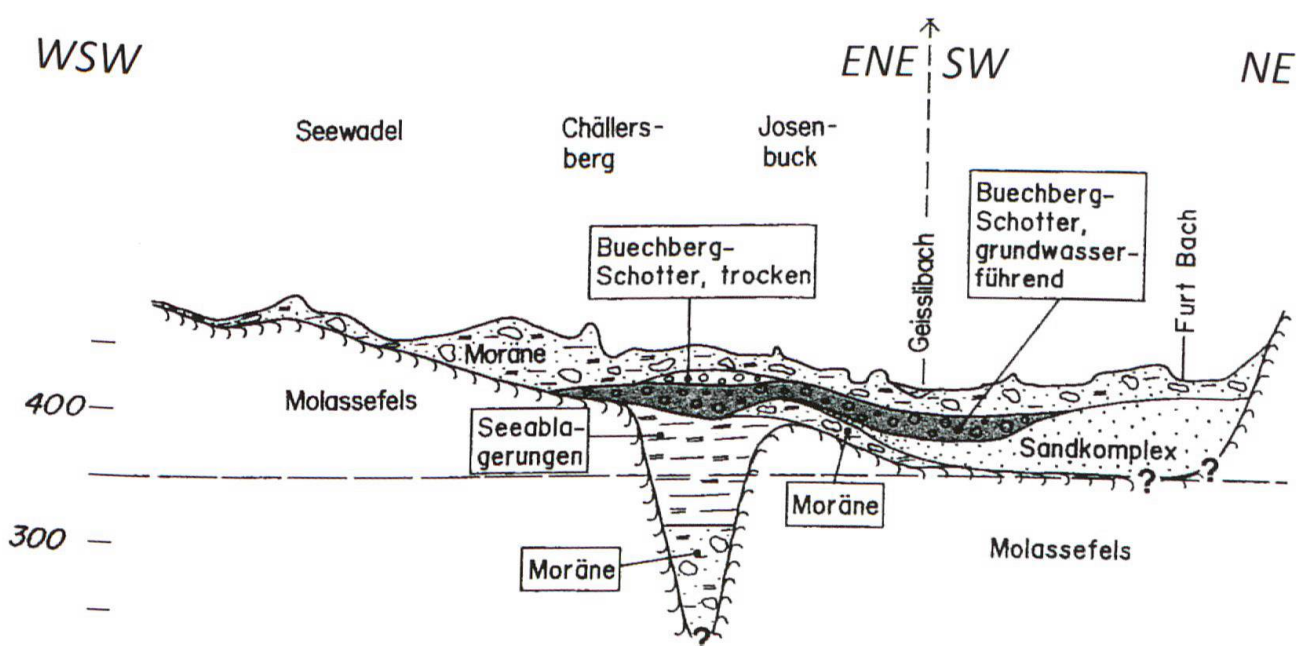 WSW
ENE
SW
NE
Seewadel
Chällers-
berg
Josen-
buck
Buechberg-
Schotter,
grundwasser-
führend
Buechberg-
Schotter, trocken
Geisslibach
Furt Bach
Moräne
Molassefels
400
Seeabla-
gerungen
Sandkomplex
?
?
Moräne
300
Molassefels
Moräne
?